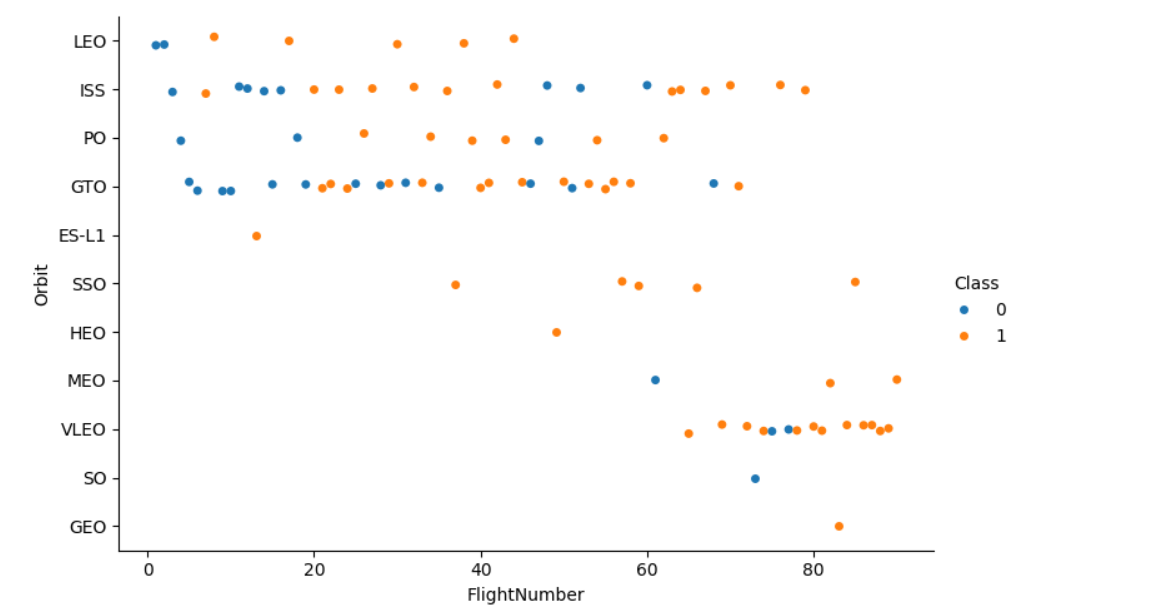 LEO
ISS
PO
GTO
ES-L1
SSO
HEO
MEO
VLEO
SO
GEO
Orbit
0 20 40 60 80
FlightNumber
Class
0
1